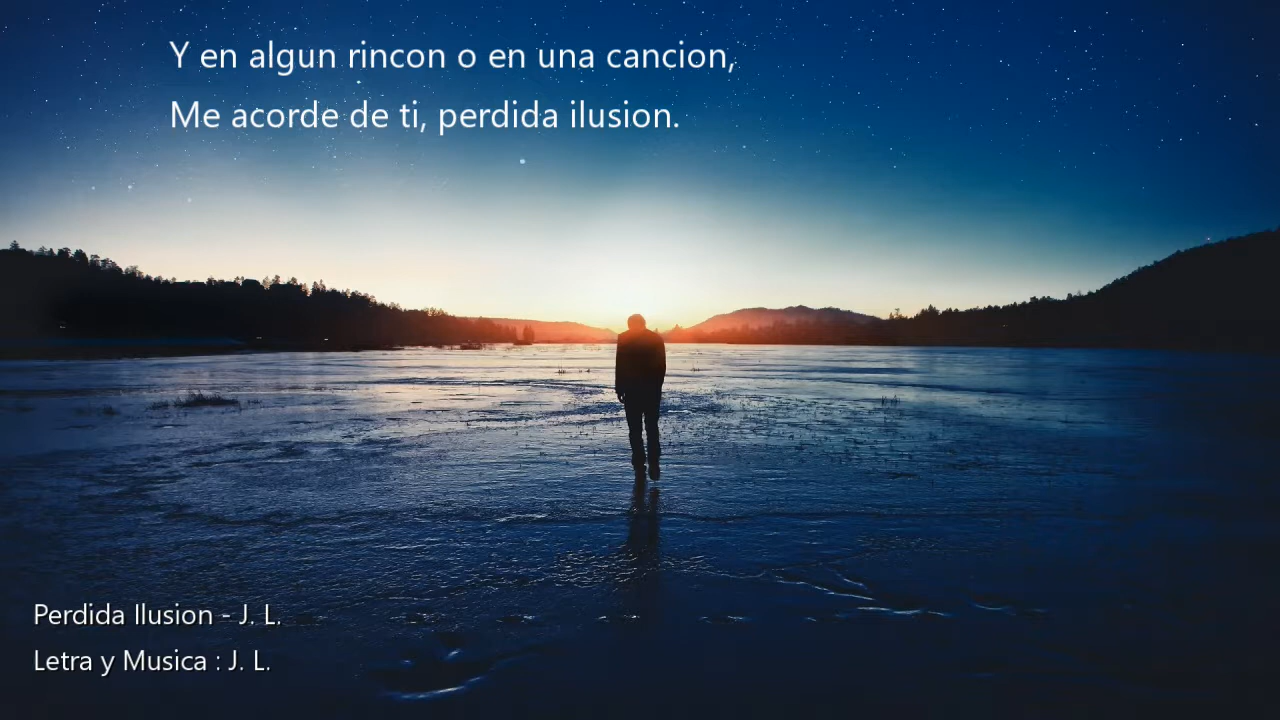 Y en algun rincon o en una cancion,
Me acorde de ti, perdida ilusion.
Perdida Ilusion - J. L.
Letra y Musica : J. L.